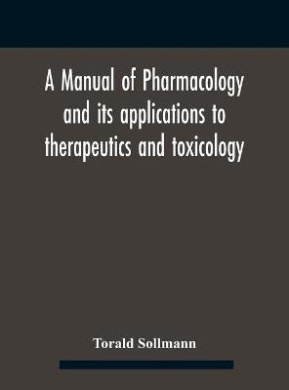 A Manual of Pharmacology
and its applications to
therapeutics and toxicology
Torald Sollmann